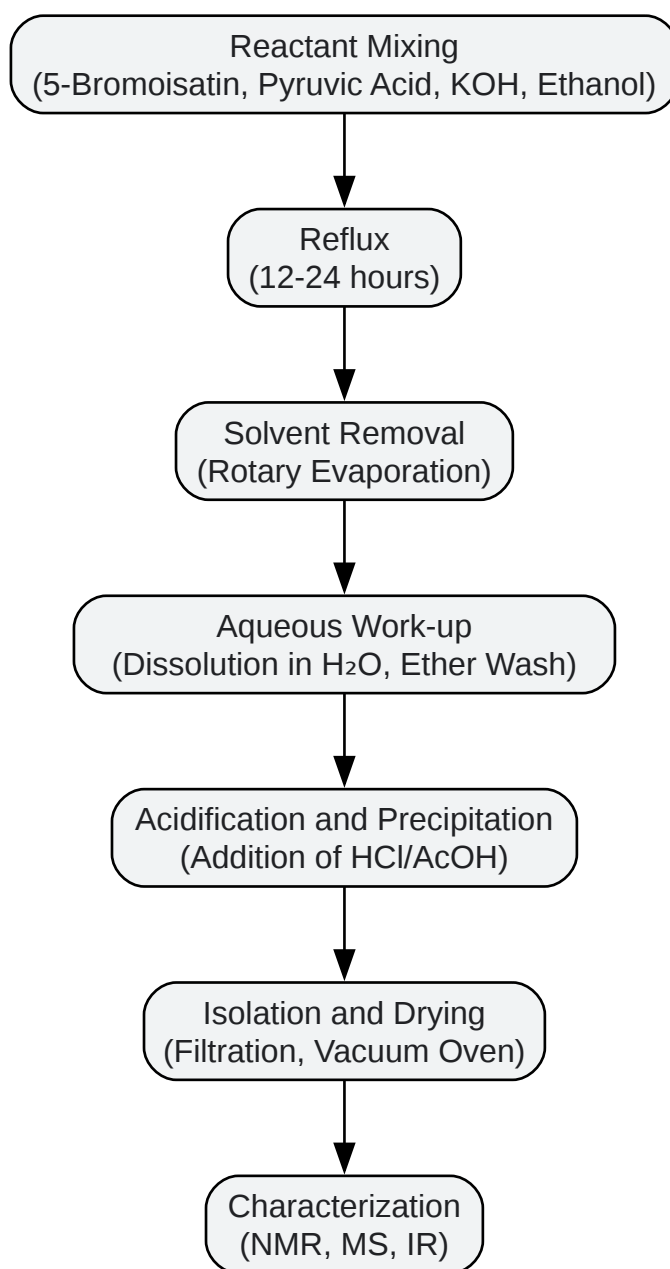 Reactant Mixing
(5-Bromoisatin, Pyruvic Acid, KOH, Ethanol)
Reflux
(12-24 hours)
Solvent Removal
(Rotary Evaporation)
Aqueous Work-up
(Dissolution in H₂O, Ether Wash)
Acidification and Precipitation
(Addition of HCl/AcOH)
Isolation and Drying
(Filtration, Vacuum Oven)
Characterization
(NMR, MS, IR)